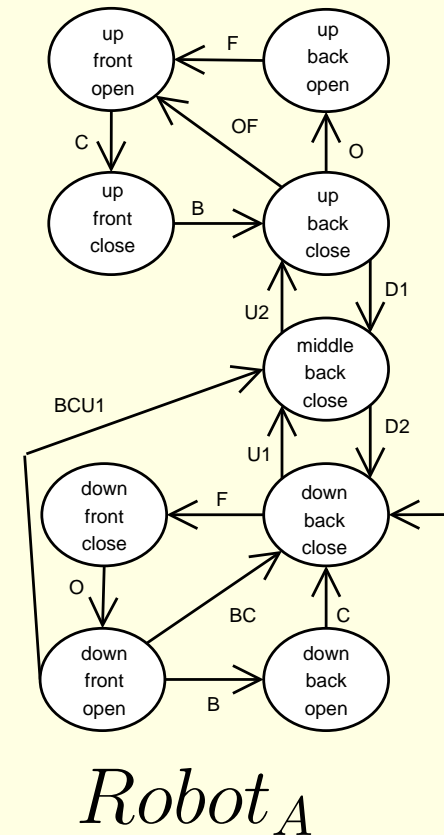 up
front
open
F
up
back
open
C
OF
O
up
front
close
B
up
back
close
U2
D1
middle
back
close
BCU1
U1
D2
down
front
close
F
down
back
close
O
BC
C
down
front
open
B
down
back
open
Robot A